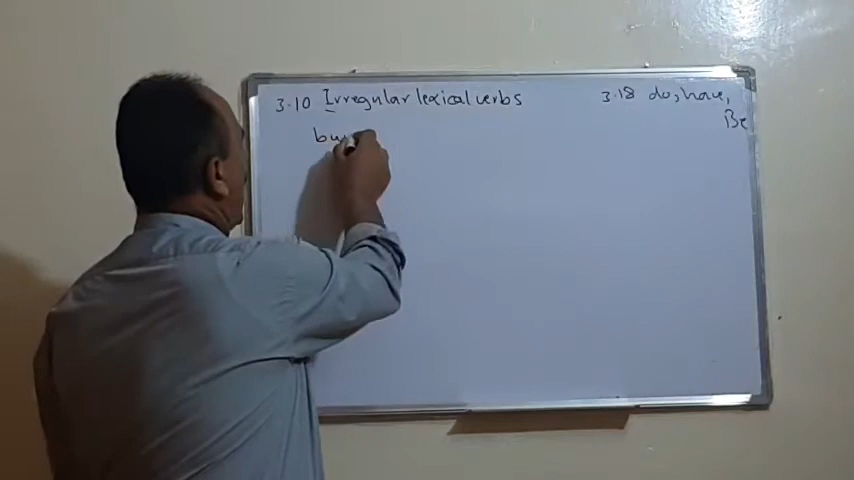 3.10 Irregular lexical verbs
3.18 do, have,
Be